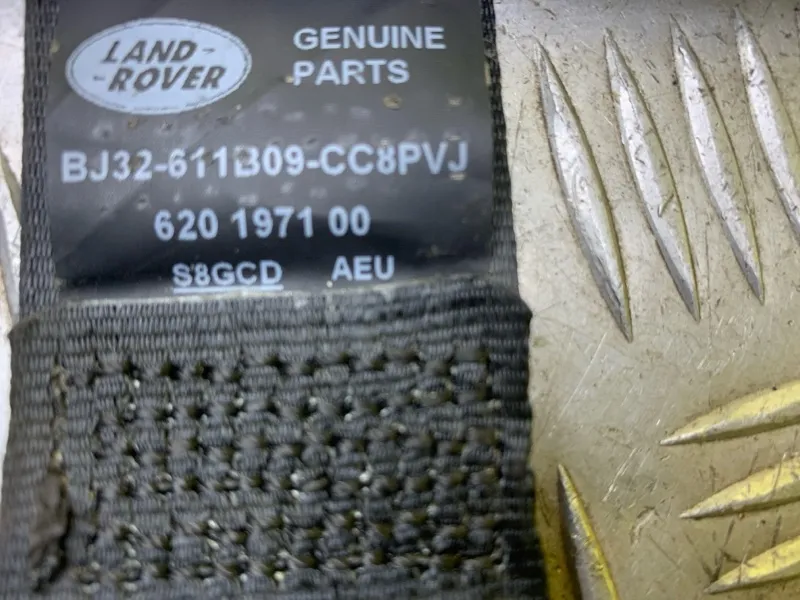 LAND-
-ROVER
GENUINE
PARTS
BJ32-611B09-CC8PVJ
620 1971 00
S8GCD AEU